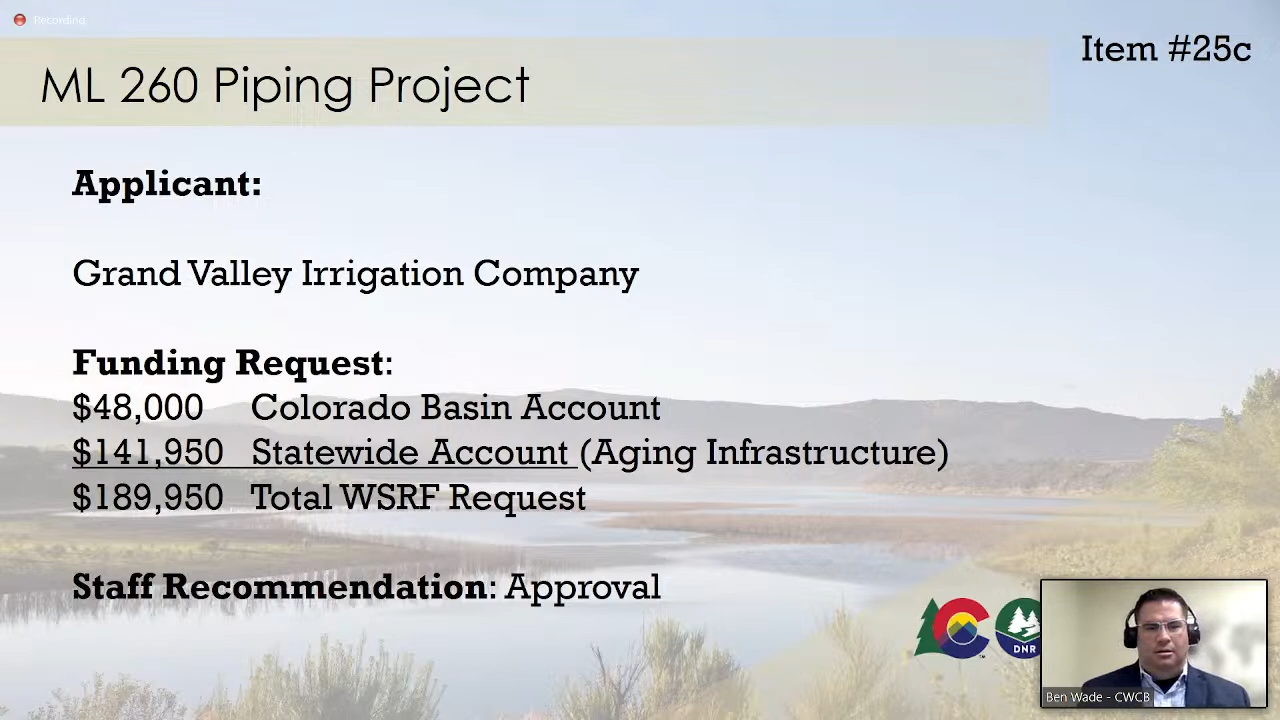 Recording
Item #25c
ML 260 Piping Project
Applicant:
Grand Valley Irrigation Company
Funding Request:
$48,000 Colorado Basin Account
$141,950 Statewide Account (Aging Infrastructure)
$189,950 Total WSRF Request
Staff Recommendation: Approval
DNR
Ben Wade - CWCB